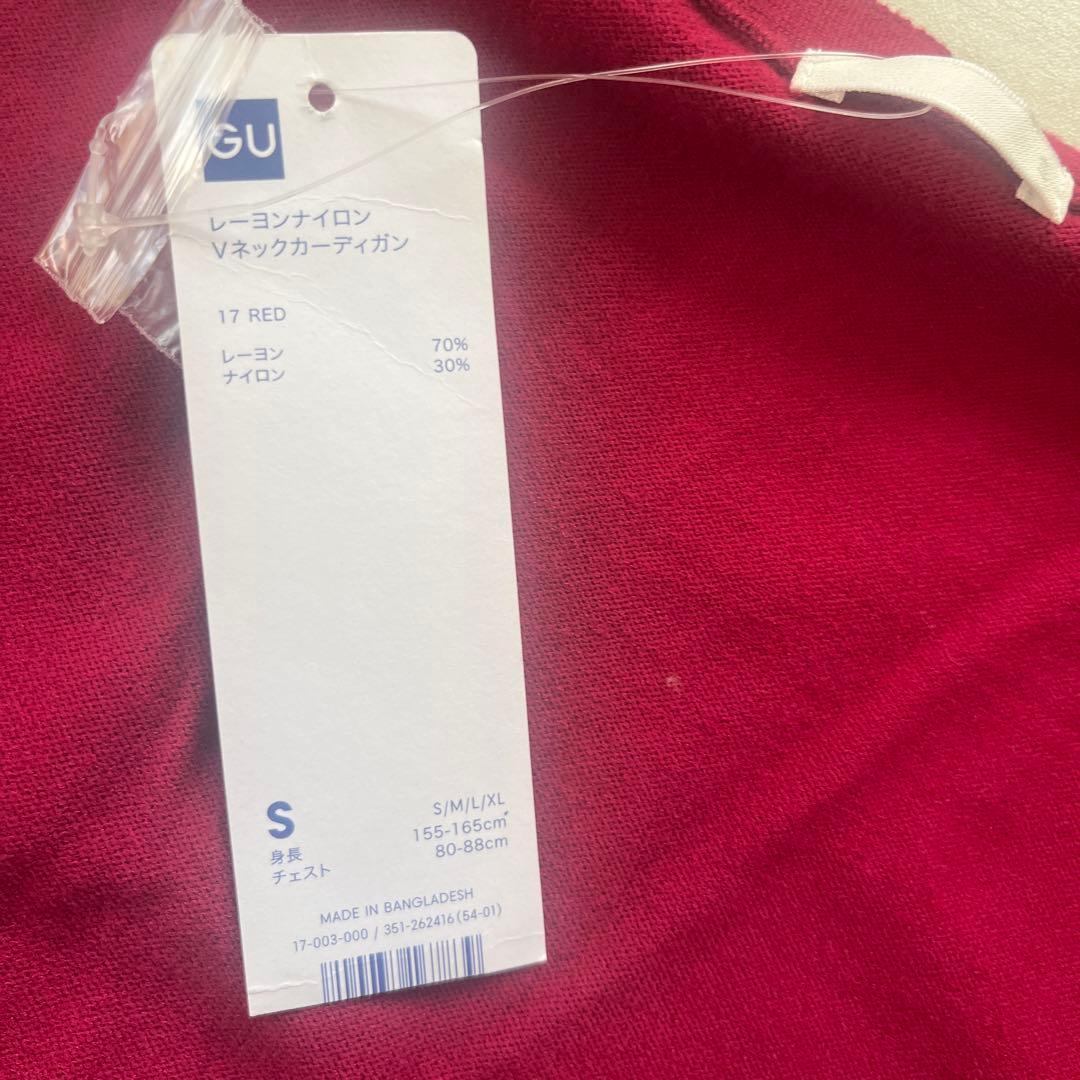 GU
レーヨンナイロン
Vネックカーディガン
17 RED
レーヨン 70%
ナイロン 30%
S S/M/L/XL
身長 155-165cm
チェスト 80-88cm
MADE IN BANGLADESH
17-003-000 / 351-262416(54-01)